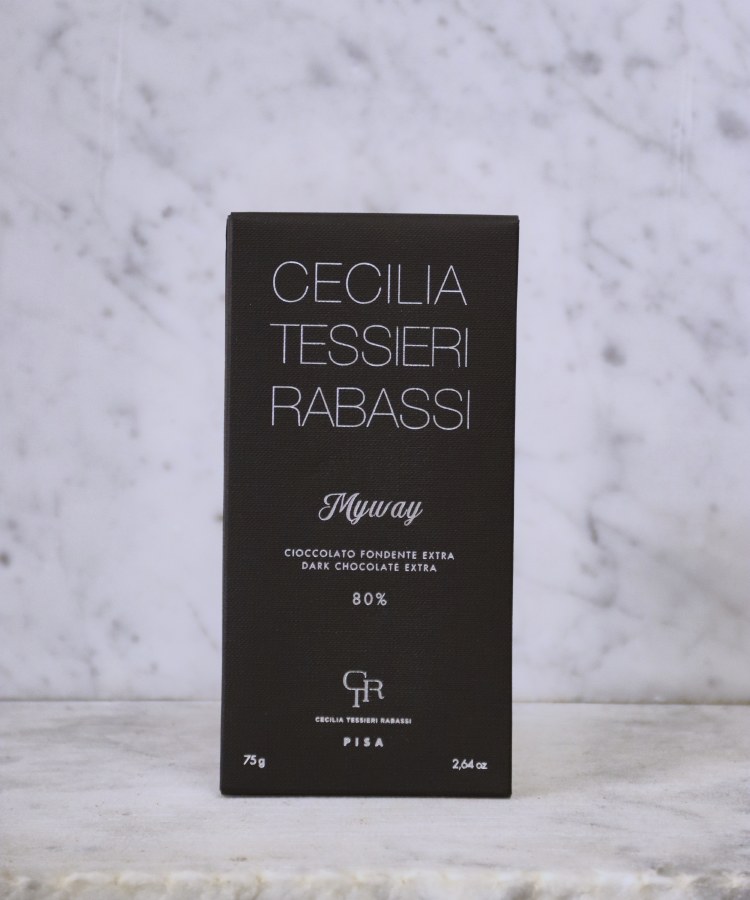 CECILIA
TESSIERI
RABASSI
Myway
CIOCCOLATO FONDENTE EXTRA
DARK CHOCOLATE EXTRA
80%
CTR
CECILIA TESSIERI RABASSI
PISA
75 g 2,64 oz